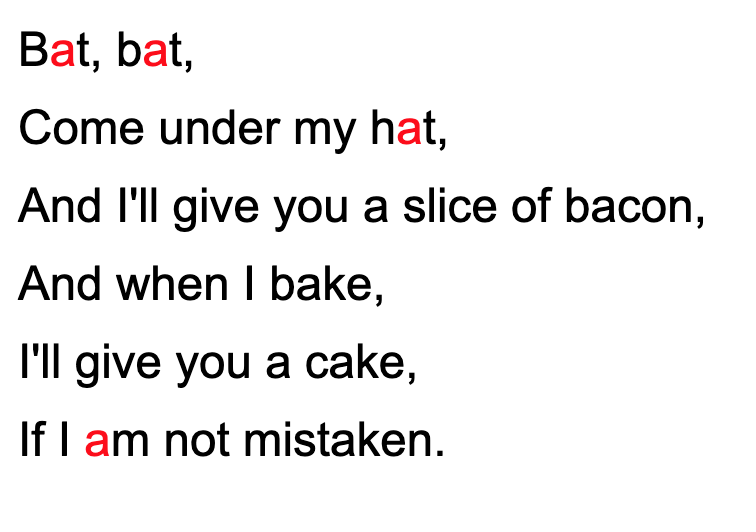 Bat, bat,
Come under my hat,
And I'll give you a slice of bacon,
And when I bake,
I'll give you a cake,
If I am not mistaken.